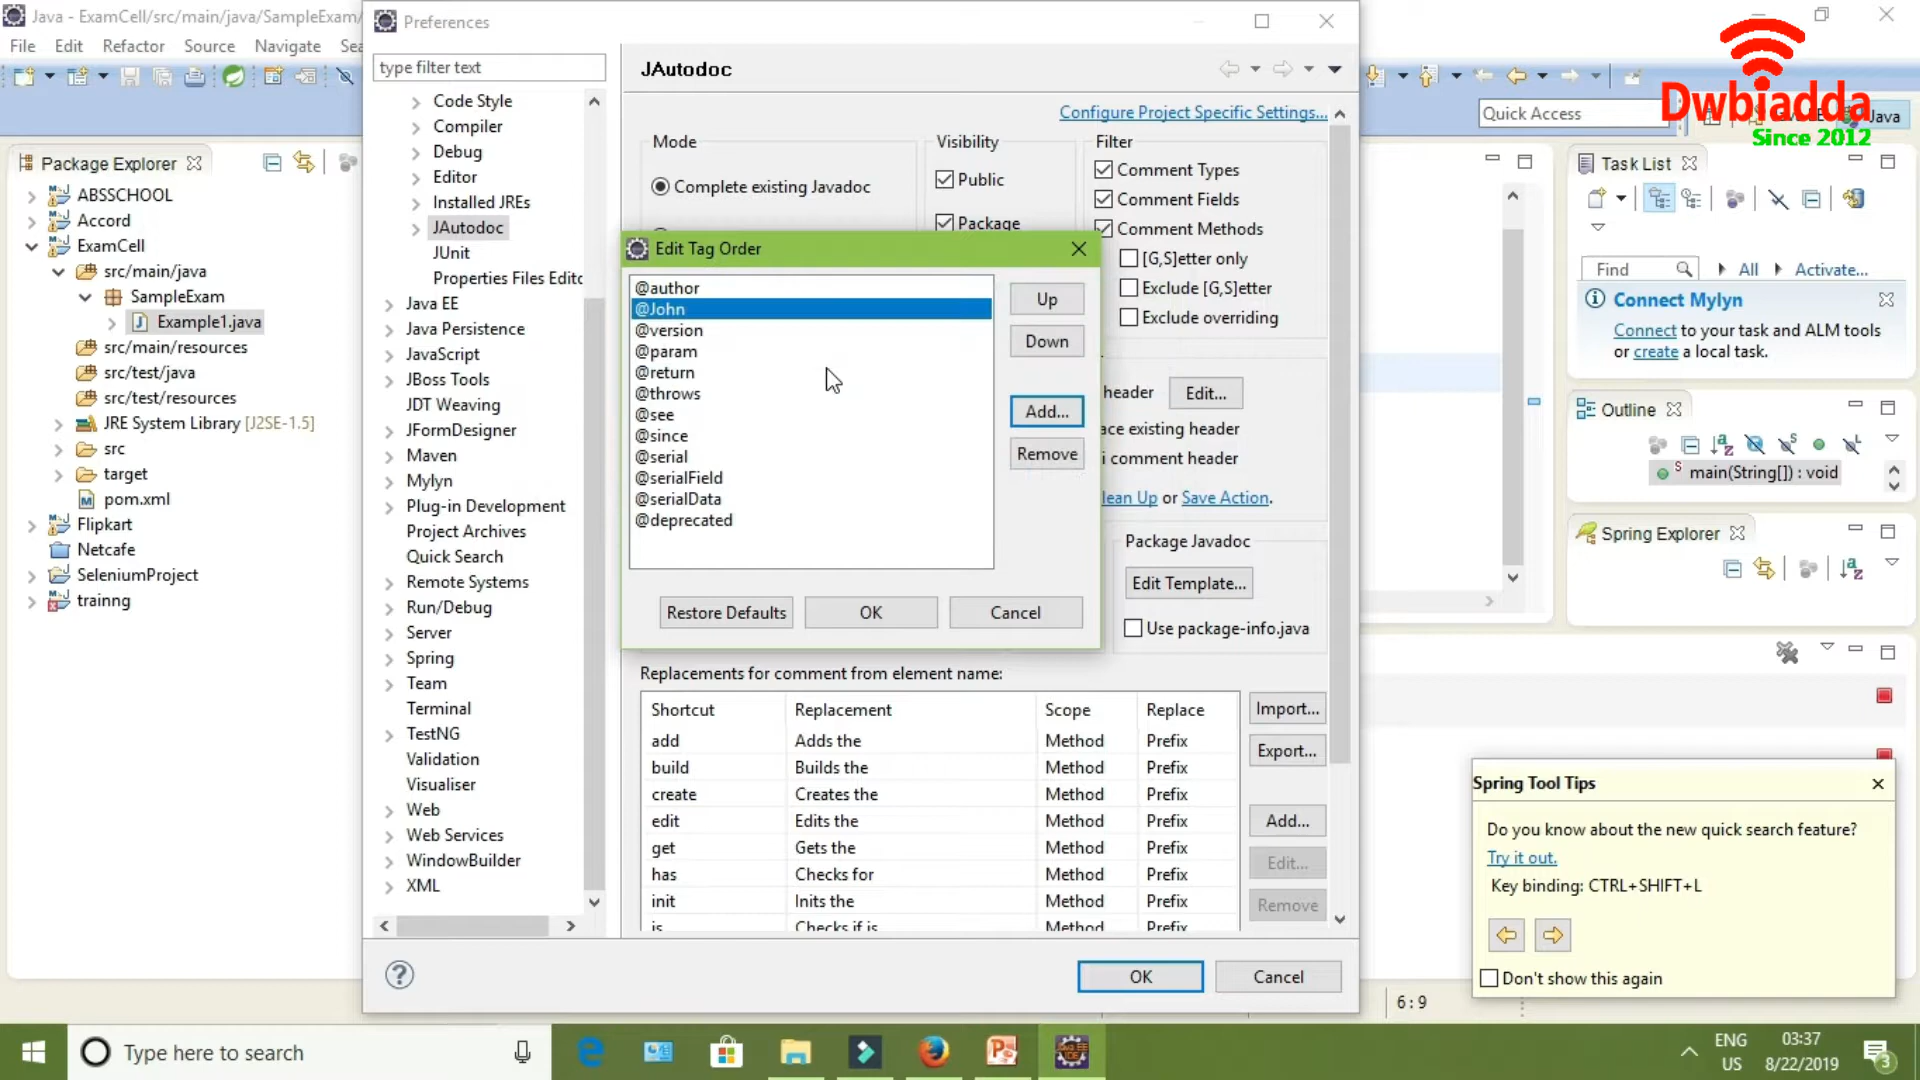 Java - ExamCell/src/main/java/SampleExam/
File Edit Refactor Source Navigate Sea
Package Explorer
ABSSCHOOL
Accord
ExamCell
src/main/java
SampleExam
Example1.java
src/main/resources
src/test/java
src/test/resources
JRE System Library [J2SE-1.5]
src
target
pom.xml
Flipkart
Netcafe
SeleniumProject
trainng
Preferences
type filter text
Code Style
Compiler
Debug
Editor
Installed JREs
JAutodoc
JUnit
Properties Files Edito
Java EE
Java Persistence
JavaScript
JBoss Tools
JDT Weaving
JFormDesigner
Maven
Mylyn
Plug-in Development
Project Archives
Quick Search
Remote Systems
Run/Debug
Server
Spring
Team
Terminal
TestNG
Validation
Visualiser
Web
Web Services
WindowBuilder
XML
JAutodoc
Configure Project Specific Settings...
Mode
Complete existing Javadoc
Visibility
Public
Package
Filter
Comment Types
Comment Fields
Comment Methods
[G,S]etter only
Exclude [G,S]etter
Exclude overriding
Edit Tag Order
@author
@John
@version
@param
@return
@throws
@see
@since
@serial
@serialField
@serialData
@deprecated
Up
Down
Add...
Remove
Restore Defaults OK Cancel
header Edit...
ace existing header
i comment header
lean Up or Save Action.
Package Javadoc
Edit Template...
Use package-info.java
Replacements for comment from element name:
Shortcut Replacement Scope Replace
add Adds the Method Prefix
build Builds the Method Prefix
create Creates the Method Prefix
edit Edits the Method Prefix
get Gets the Method Prefix
has Checks for Method Prefix
init Inits the Method Prefix
is Checks if is Method Prefix
Import...
Export...
Add...
Edit...
Remove
OK Cancel
Dwbiadda
Since 2012
Quick Access
Java
Task List
Find All Activate...
Connect Mylyn
Connect to your task and ALM tools
or create a local task.
Outline
main(String[]) : void
Spring Explorer
Spring Tool Tips
Do you know about the new quick search feature?
Try it out.
Key binding: CTRL+SHIFT+L
Don't show this again
6 : 9
Type here to search
ENG
US
03:37
8/22/2019
3